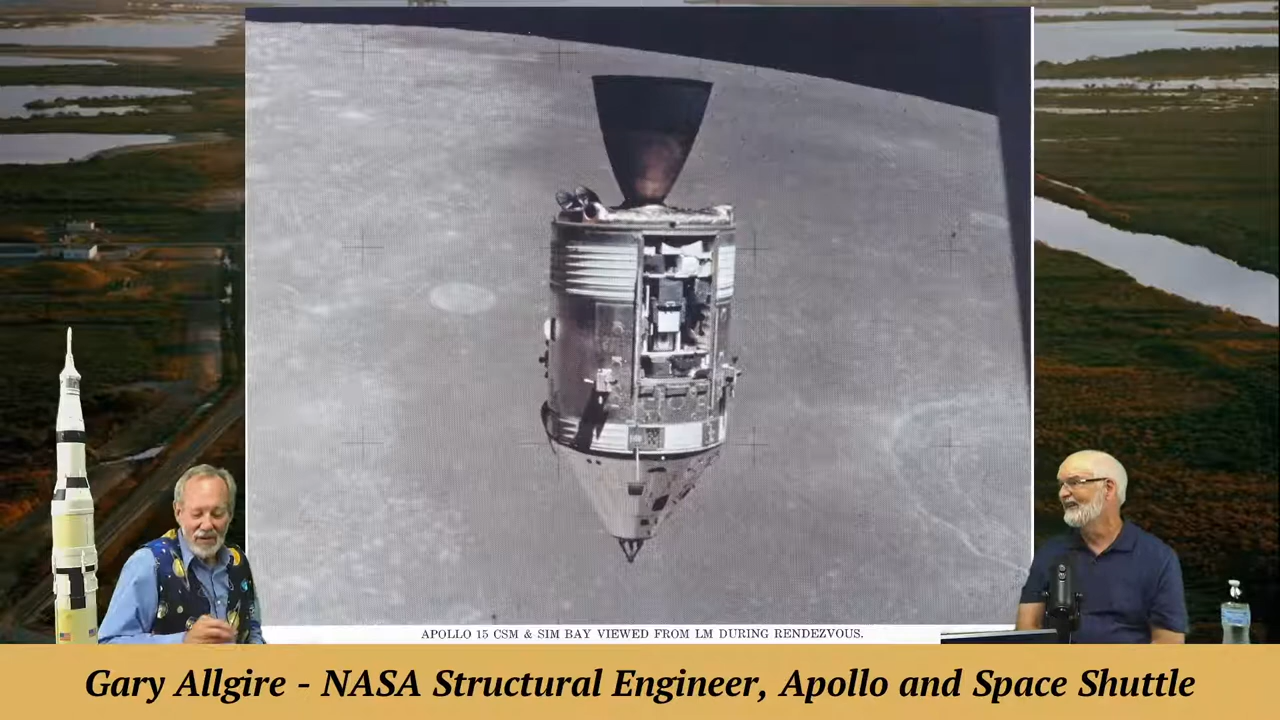 APOLLO 15 CSM & SIM BAY VIEWED FROM LM DURING RENDEZVOUS.
Gary Allgire - NASA Structural Engineer, Apollo and Space Shuttle